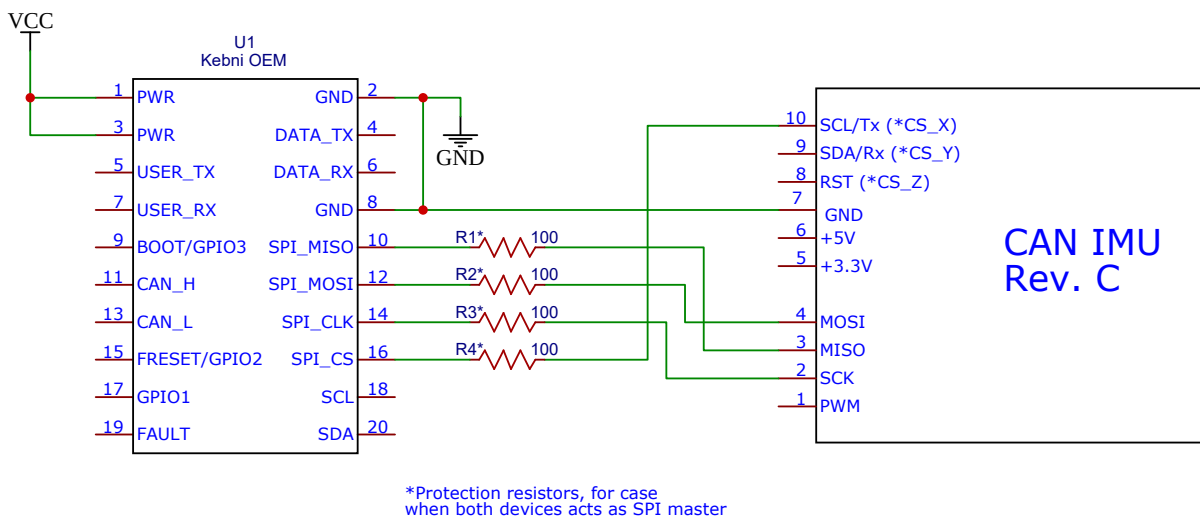 VCC
U1
Kebni OEM
1 PWR GND 2
3 PWR DATA_TX 4
5 USER_TX DATA_RX 6
7 USER_RX GND 8
9 BOOT/GPIO3 SPI_MISO 10
11 CAN_H SPI_MOSI 12
13 CAN_L SPI_CLK 14
15 FRESET/GPIO2 SPI_CS 16
17 GPIO1 SCL 18
19 FAULT SDA 20
GND
R1* 100
R2* 100
R3* 100
R4* 100
10 SCL/Tx (*CS_X)
9 SDA/Rx (*CS_Y)
8 RST (*CS_Z)
7 GND
6 +5V
5 +3.3V
4 MOSI
3 MISO
2 SCK
1 PWM
CAN IMU
Rev. C
*Protection resistors, for case
when both devices acts as SPI master